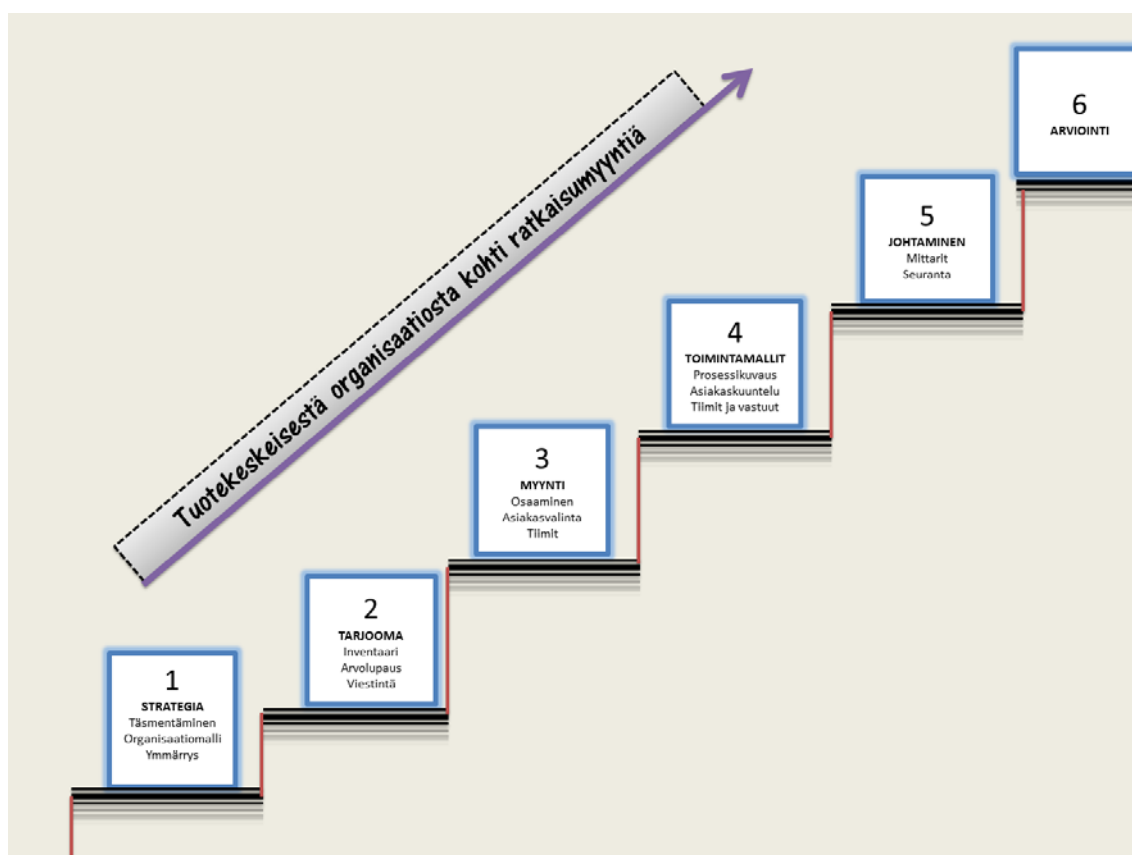 Tuotekeskeisestä organisaatiosta kohti ratkaisumyyntiä
1
STRATEGIA
Täsmentäminen
Organisaatiomalli
Ymmärrys
2
TARJOOMA
Inventaari
Arvolupaus
Viestintä
3
MYYNTI
Osaaminen
Asiakasvalinta
Tiimit
4
TOIMINTAMALLIT
Prosessikuvaus
Asiakaskuuntelu
Tiimit ja vastuut
5
JOHTAMINEN
Mittarit
Seuranta
6
ARVIOINTI